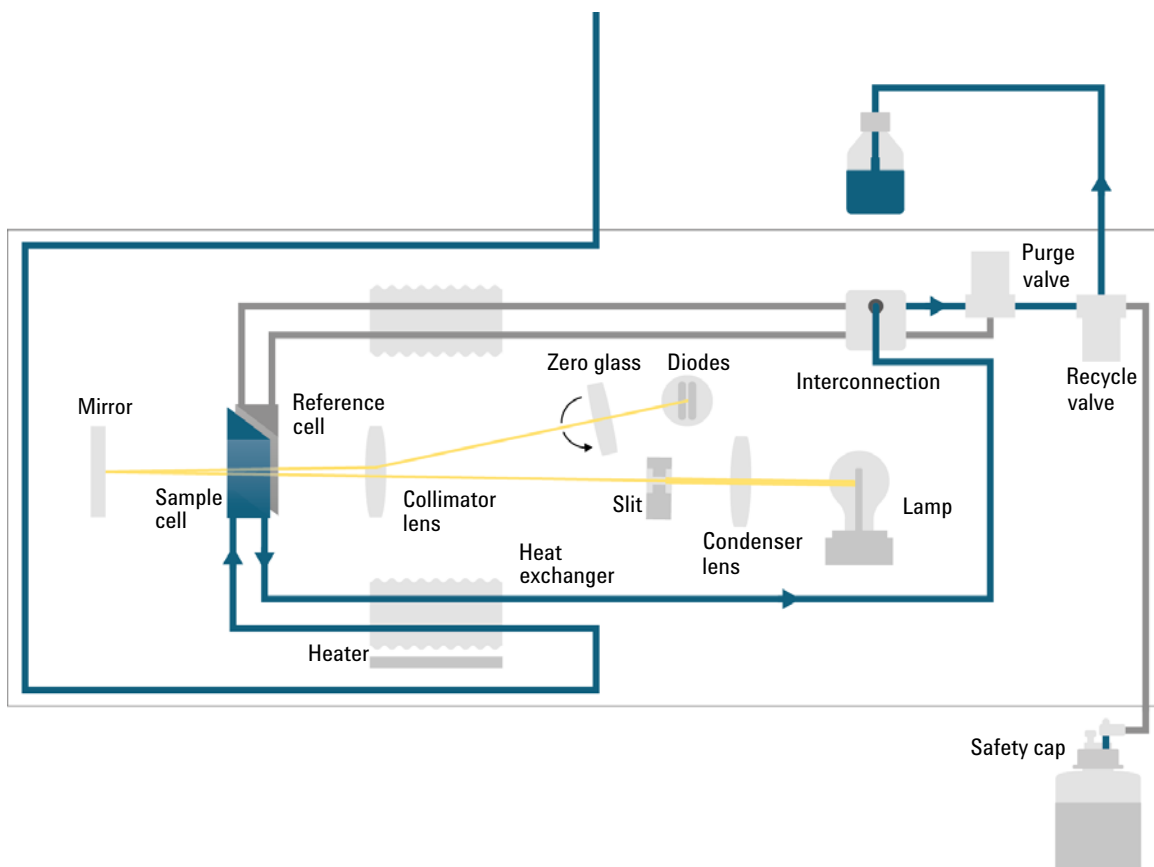 Purge
valve
Zero glass
Diodes
Interconnection
Recycle
valve
Mirror
Reference
cell
Sample
cell
Collimator
lens
Slit
Condenser
lens
Lamp
Heat
exchanger
Heater
Safety cap